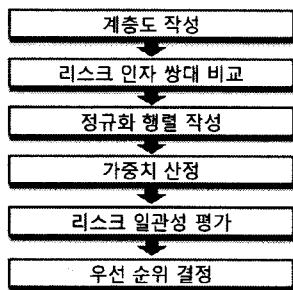 계층도 작성
리스크 인자 쌍대 비교
정규화 행렬 작성
가중치 산정
리스크 일관성 평가
우선 순위 결정